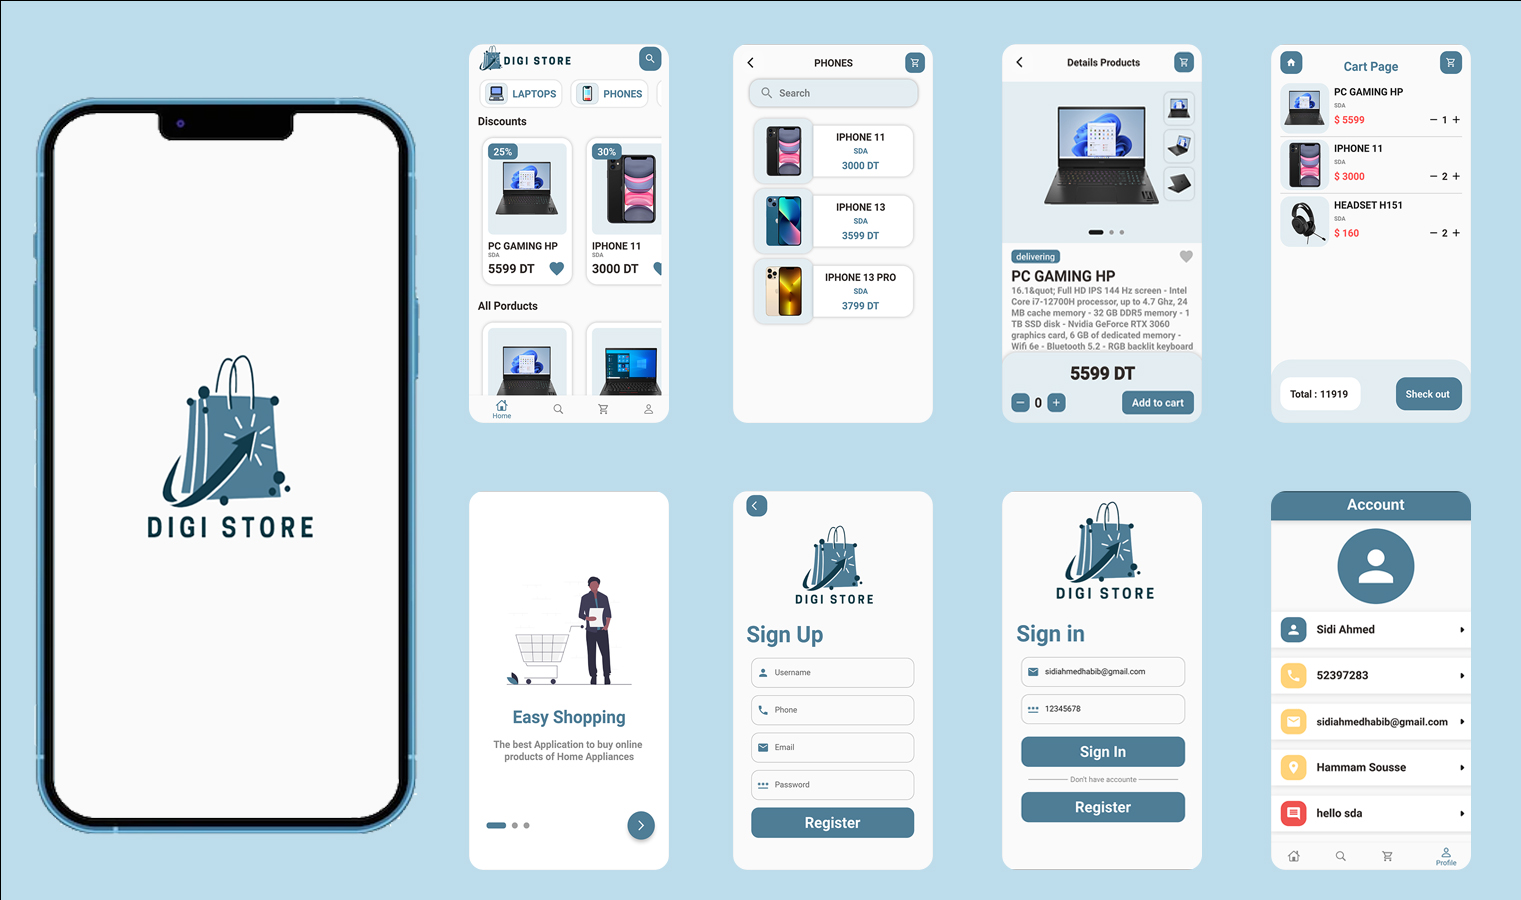 DIGI STORE
DIGI STORE
LAPTOPS
PHONES
Discounts
25%
PC GAMING HP
SDA
5599 DT
30%
IPHONE 11
3000 DT
All Porducts
Home
PHONES
Search
IPHONE 11
SDA
3000 DT
IPHONE 13
SDA
3599 DT
IPHONE 13 PRO
SDA
3799 DT
Details Products
delivering
PC GAMING HP
16.1&quot; Full HD IPS 144 Hz screen - Intel
Core i7-12700H processor, up to 4.7 Ghz, 24
MB cache memory - 32 GB DDR5 memory - 1
TB SSD disk - Nvidia GeForce RTX 3060
graphics card, 6 GB of dedicated memory -
Wifi 6e - Bluetooth 5.2 - RGB backlit keyboard
5599 DT
− 0 +
Add to cart
Cart Page
PC GAMING HP
SDA
$ 5599
− 1 +
IPHONE 11
SDA
$ 3000
− 2 +
HEADSET H151
SDA
$ 160
− 2 +
Total : 11919
Sheck out
Easy Shopping
The best Application to buy online
products of Home Appliances
DIGI STORE
Sign Up
Username
Phone
Email
Password
Register
DIGI STORE
Sign in
sidiahmedhabib@gmail.com
12345678
Sign In
Don't have accounte
Register
Account
Sidi Ahmed
52397283
sidiahmedhabib@gmail.com
Hammam Sousse
hello sda
Profile